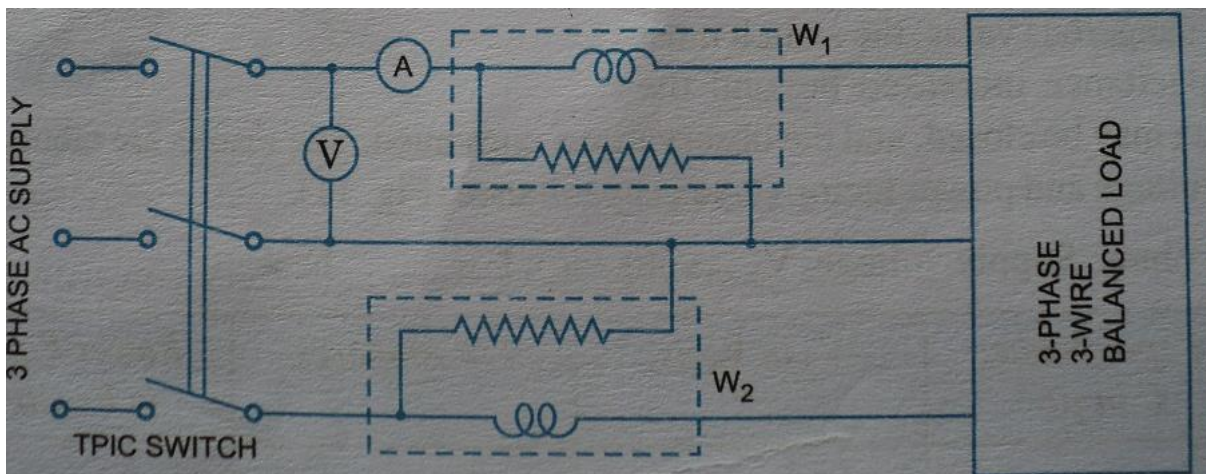 3 PHASE AC SUPPLY
TPIC SWITCH
V
A
W₁
W₂
3-PHASE
3-WIRE
BALANCED LOAD